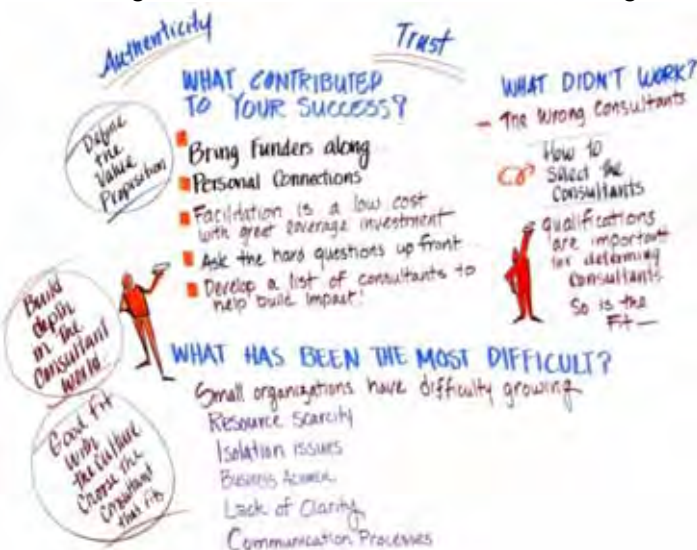 Authenticity
Trust
WHAT CONTRIBUTED
TO YOUR SUCCESS?
Bring Funders along
Personal Connections
Facilitation is a low cost
with great leverage investment
Ask the hard questions up front
Develop a list of consultants to
help build impact!
WHAT DIDN'T WORK?
- The Wrong Consultants
How to
Select the
Consultants
Qualifications
are important
for determing
Consultants
So is the
Fit —
Define
the
Value
Proposition
Build
depth
in the
Consultant
world
Good fit
with
the culture
Choose the
Consultant
that fits
WHAT HAS BEEN THE MOST DIFFICULT?
Small organizations have difficulty growing
Resource scarcity
Isolation issues
Business
Lack of Clarity
Communication Processes